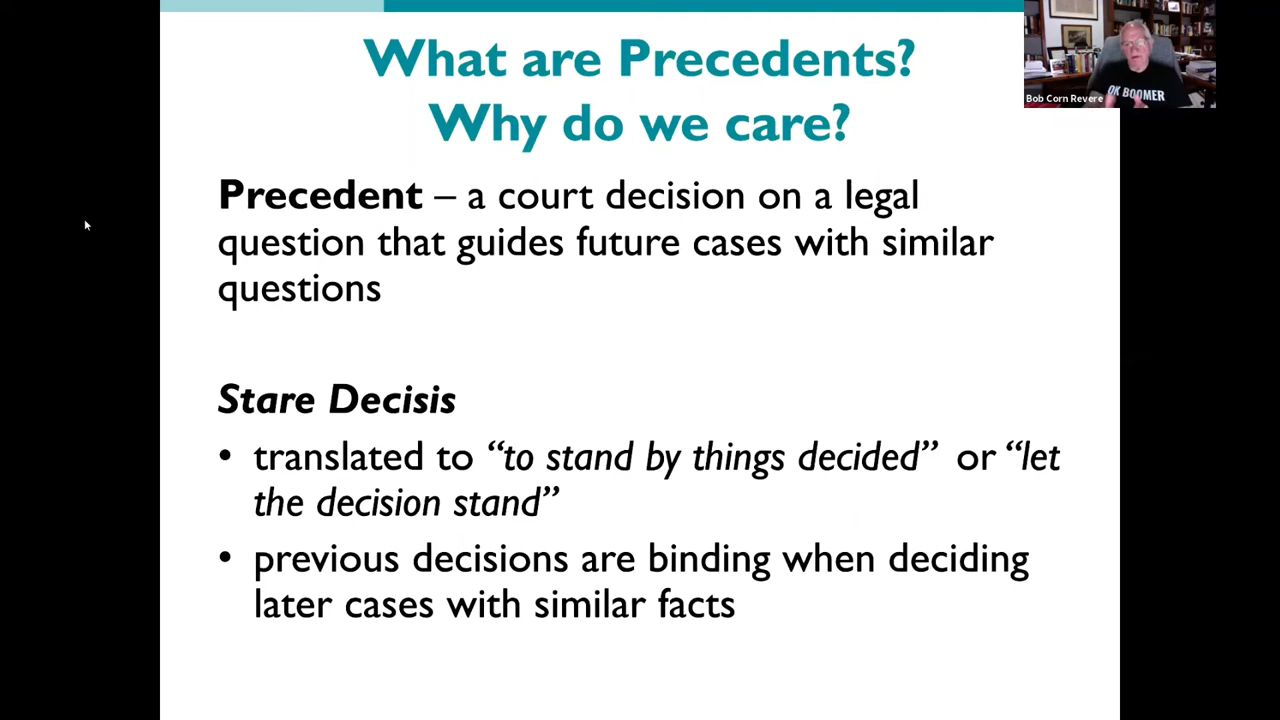 What are Precedents?
Why do we care?
Bob Corn Revere
OK BOOMER
Precedent – a court decision on a legal
question that guides future cases with similar
questions
Stare Decisis
• translated to “to stand by things decided” or “let
the decision stand”
• previous decisions are binding when deciding
later cases with similar facts